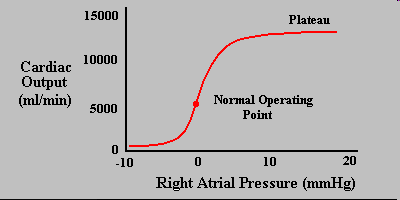 15000
Plateau
10000
Cardiac
Output
(ml/min)
5000
Normal Operating
Point
0
-10 0 10 20
Right Atrial Pressure (mmHg)